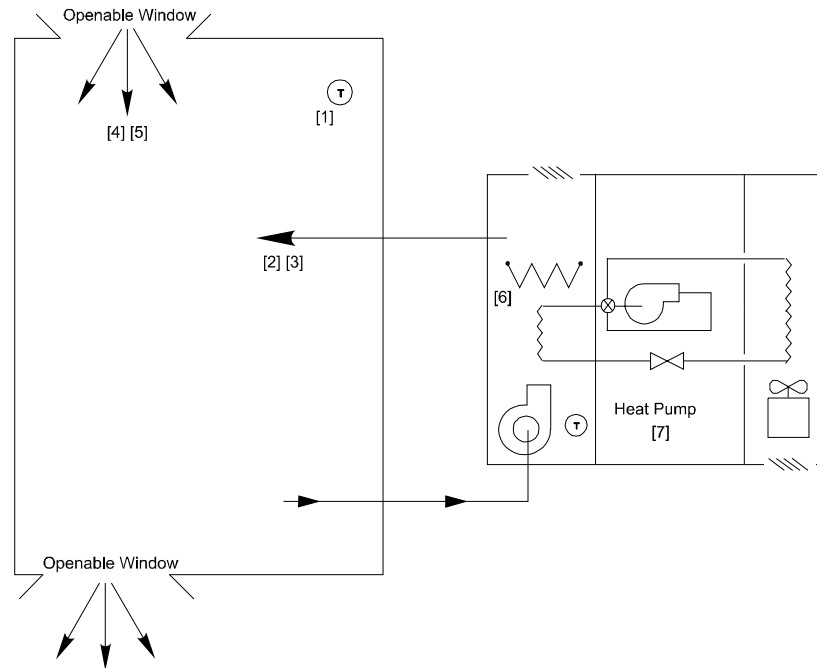 Openable Window
T
[1]
[4] [5]
[2] [3]
[6]
T
Heat Pump
[7]
Openable Window